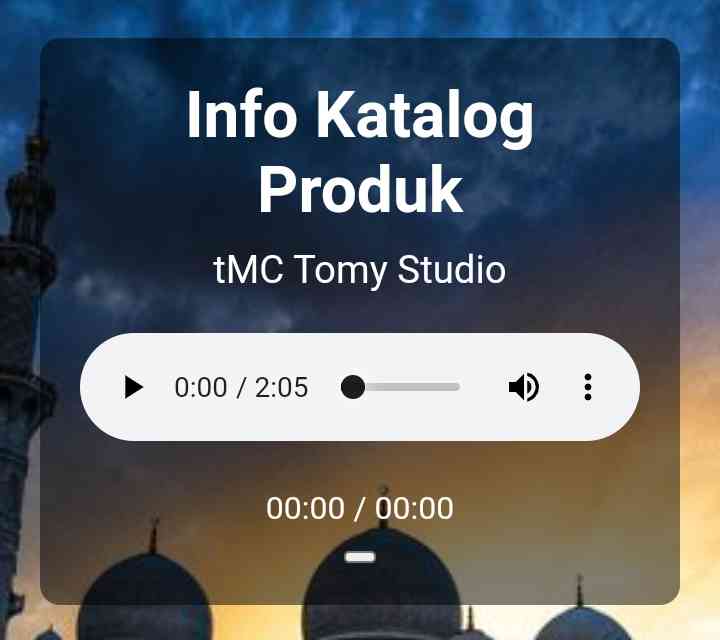 Info Katalog
Produk
tMC Tomy Studio
0:00 / 2:05
00:00 / 00:00